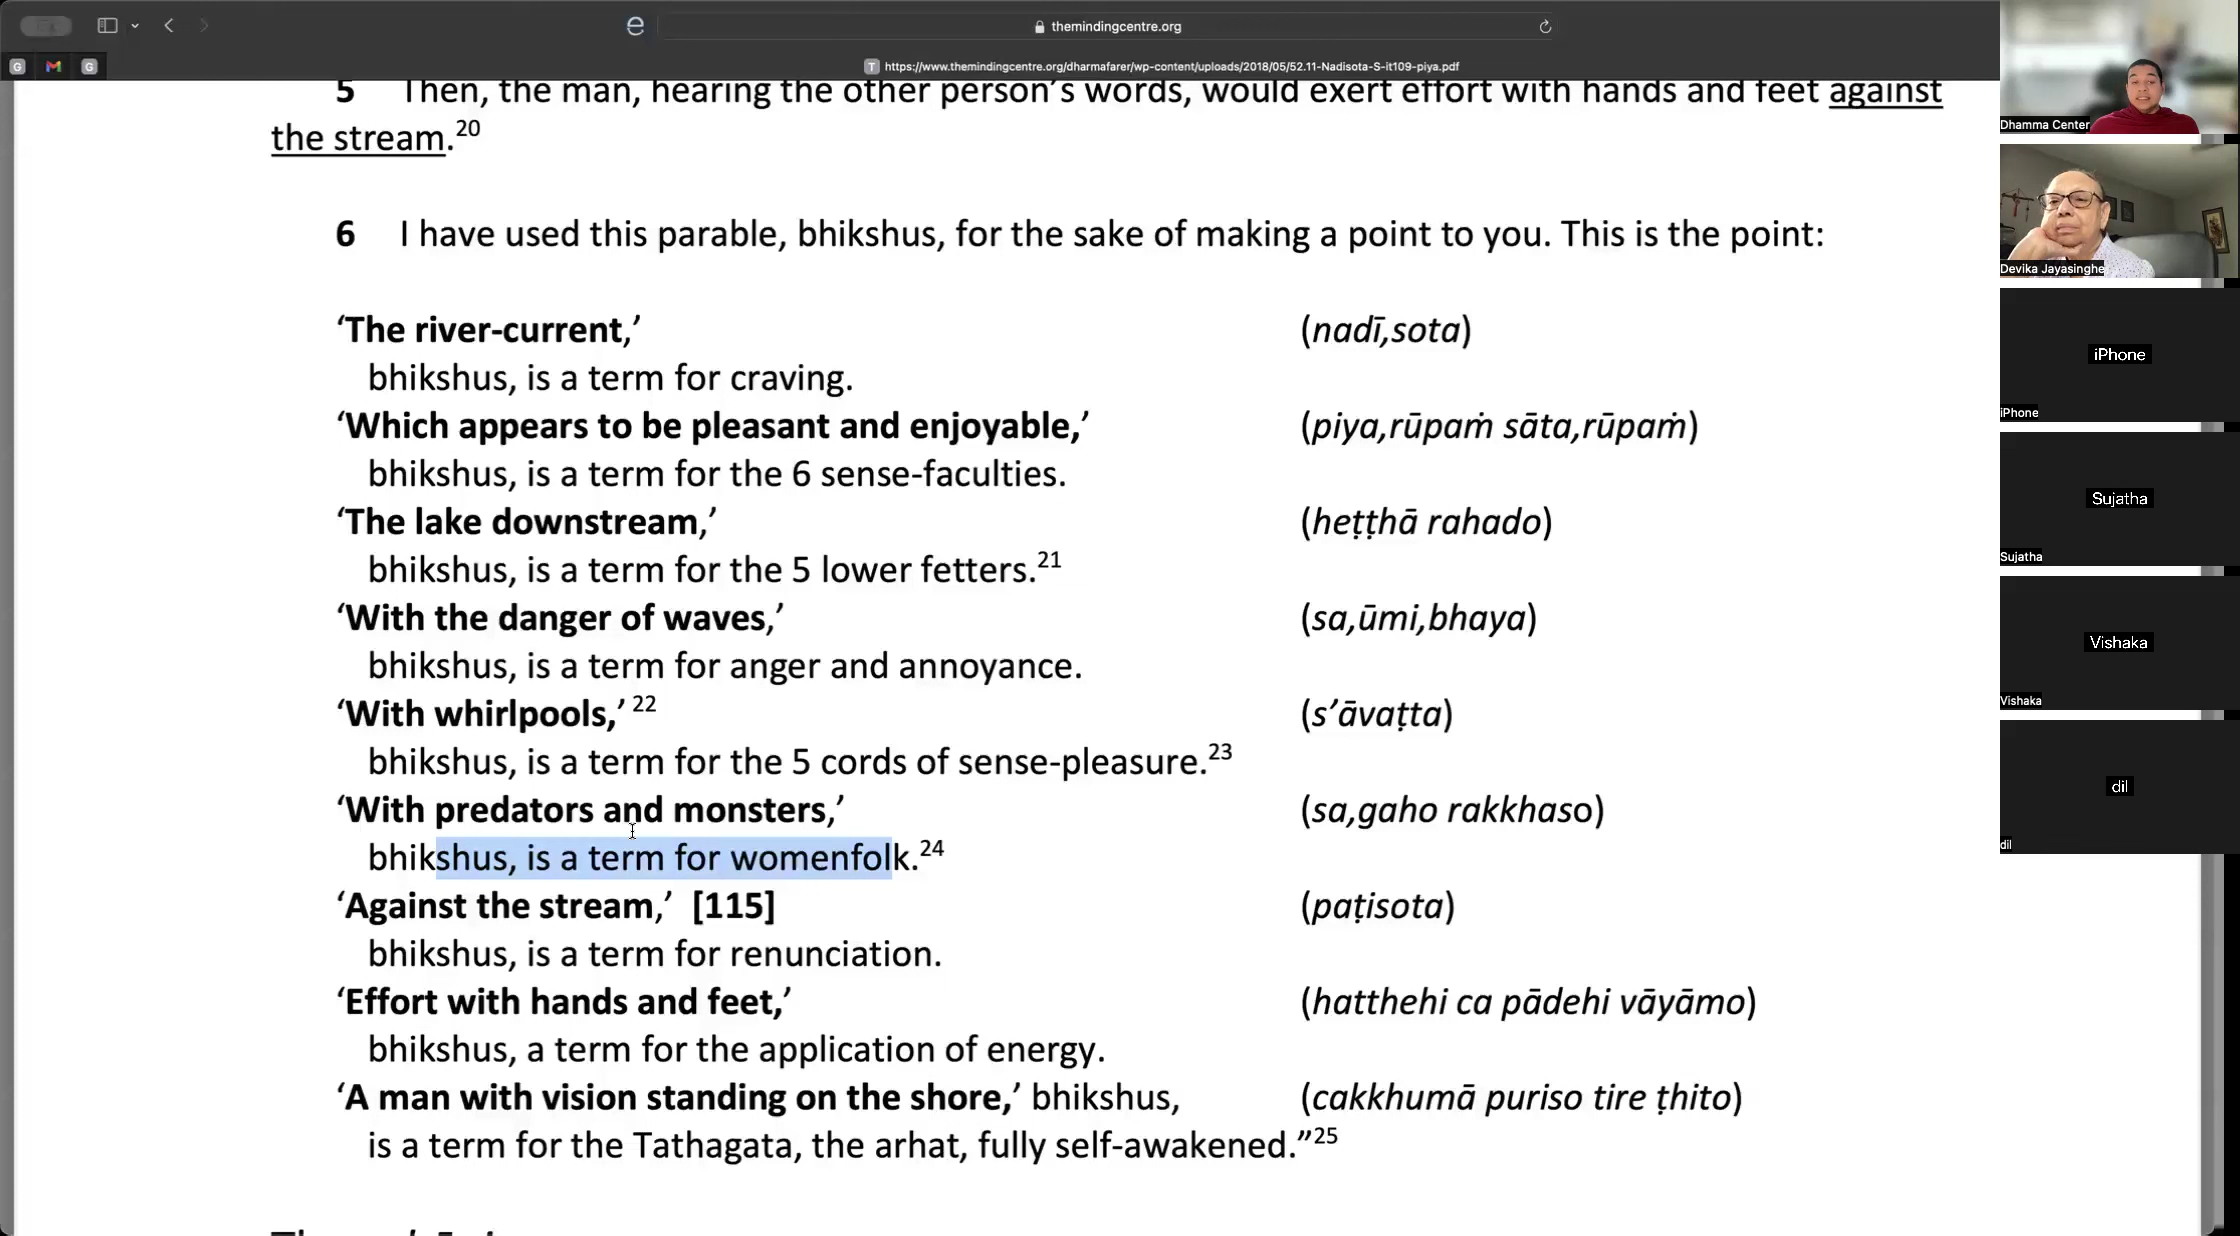 themindingcentre.org
https://www.themindingcentre.org/dharmafarer/wp-content/uploads/2018/05/52.11-Nadisota-S-it109-piya.pdf
5 Then, the man, hearing the other person's words, would exert effort with hands and feet against
the stream.20
6 I have used this parable, bhikshus, for the sake of making a point to you. This is the point:
‘The river-current,’ (nadī,sota)
bhikshus, is a term for craving.
‘Which appears to be pleasant and enjoyable,’ (piya,rūpaṁ sāta,rūpaṁ)
bhikshus, is a term for the 6 sense-faculties.
‘The lake downstream,’ (heṭṭhā rahado)
bhikshus, is a term for the 5 lower fetters.21
‘With the danger of waves,’ (sa,ūmi,bhaya)
bhikshus, is a term for anger and annoyance.
‘With whirlpools,’ 22 (s’āvaṭṭa)
bhikshus, is a term for the 5 cords of sense-pleasure.23
‘With predators and monsters,’ (sa,gaho rakkhaso)
bhikshus, is a term for womenfolk.24
‘Against the stream,’ [115] (paṭisota)
bhikshus, is a term for renunciation.
‘Effort with hands and feet,’ (hatthehi ca pādehi vāyāmo)
bhikshus, a term for the application of energy.
‘A man with vision standing on the shore,’ bhikshus, (cakkhumā puriso tire ṭhito)
is a term for the Tathagata, the arhat, fully self-awakened.”25
Dhamma Center
Devika Jayasinghe
iPhone
iPhone
Sujatha
Sujatha
Vishaka
Vishaka
dil
dil